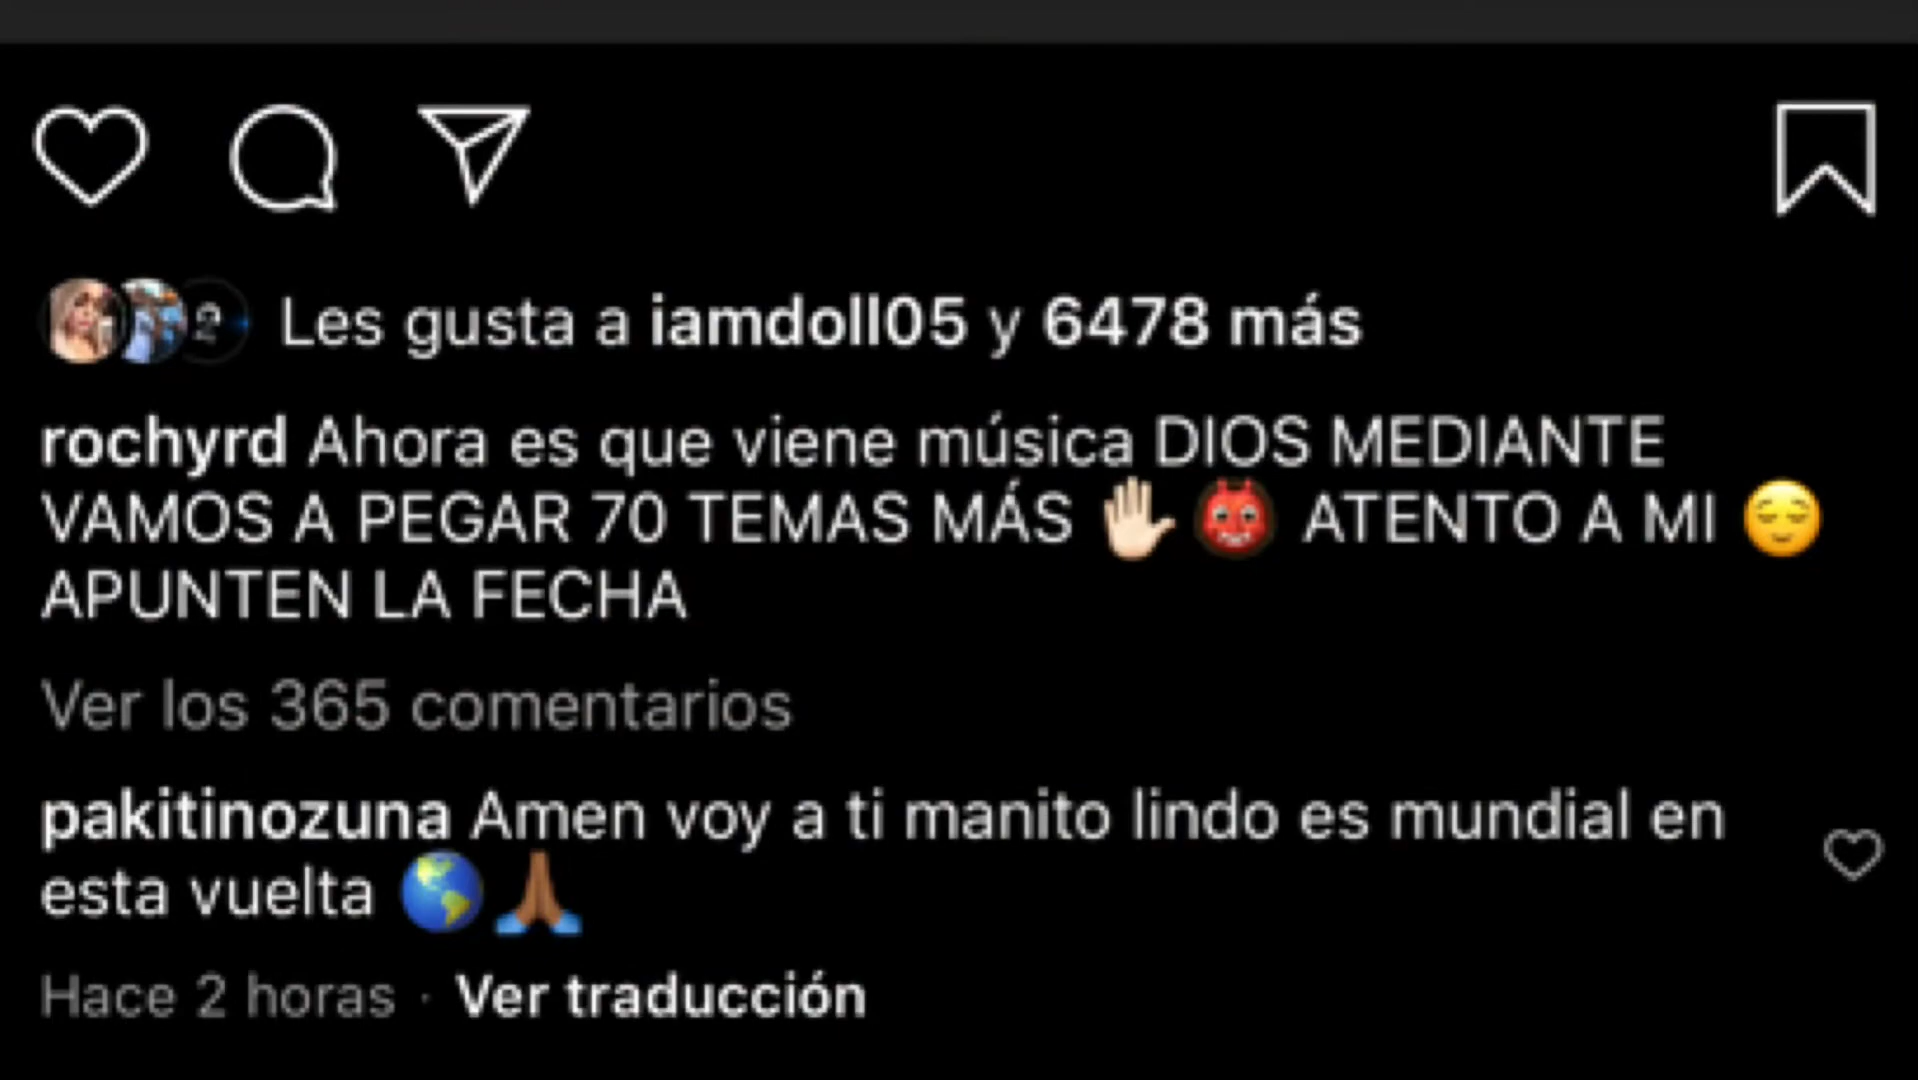 Les gusta a iamdoll05 y 6478 más
rochyrd Ahora es que viene música DIOS MEDIANTE
VAMOS A PEGAR 70 TEMAS MÁS ✋🏻👹 ATENTO A MI 😌
APUNTEN LA FECHA
Ver los 365 comentarios
pakitinozuna Amen voy a ti manito lindo es mundial en
esta vuelta 🌎🙏🏾
Hace 2 horas · Ver traducción